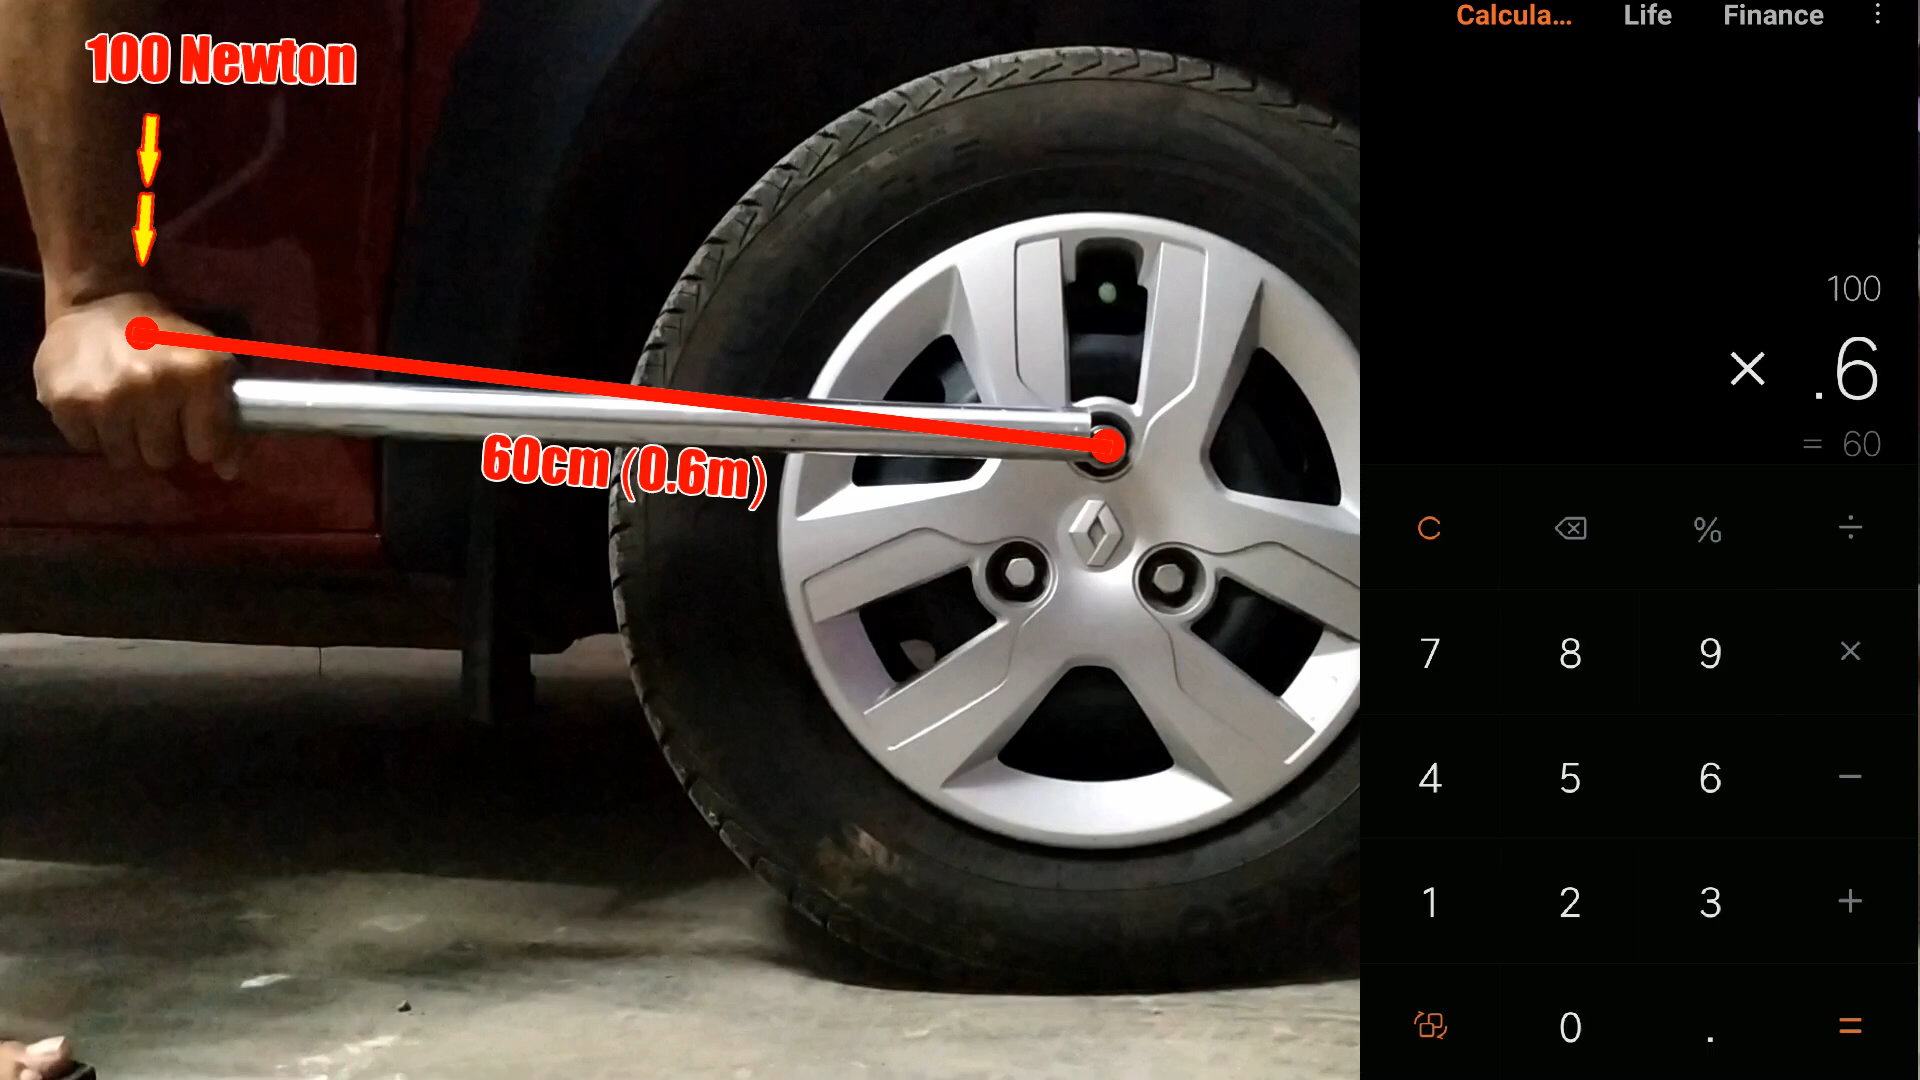 100 Newton
60cm (0.6m)
Calcula... Life Finance
100
× .6
= 60
C % ÷
7 8 9 ×
4 5 6 −
1 2 3 +
0 . =